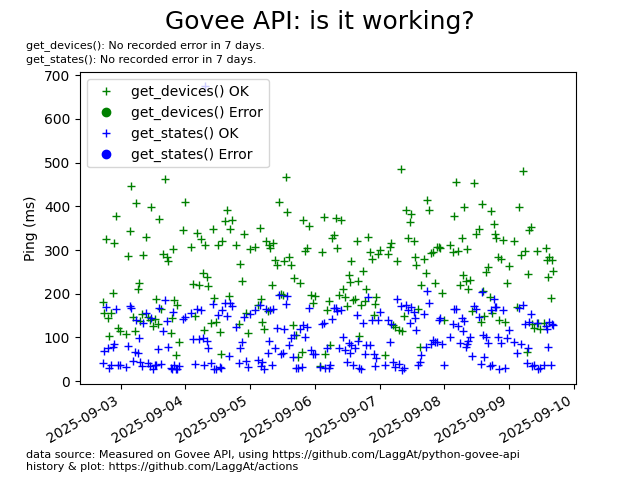 Govee API: is it working?
get_devices(): No recorded error in 7 days.
get_states(): No recorded error in 7 days.
700
600
500
400
300
200
100
0
Ping (ms)
get_devices() OK
get_devices() Error
get_states() OK
get_states() Error
2025-09-03
2025-09-04
2025-09-05
2025-09-06
2025-09-07
2025-09-08
2025-09-09
2025-09-10
data source: Measured on Govee API, using https://github.com/LaggAt/python-govee-api
history & plot: https://github.com/LaggAt/actions